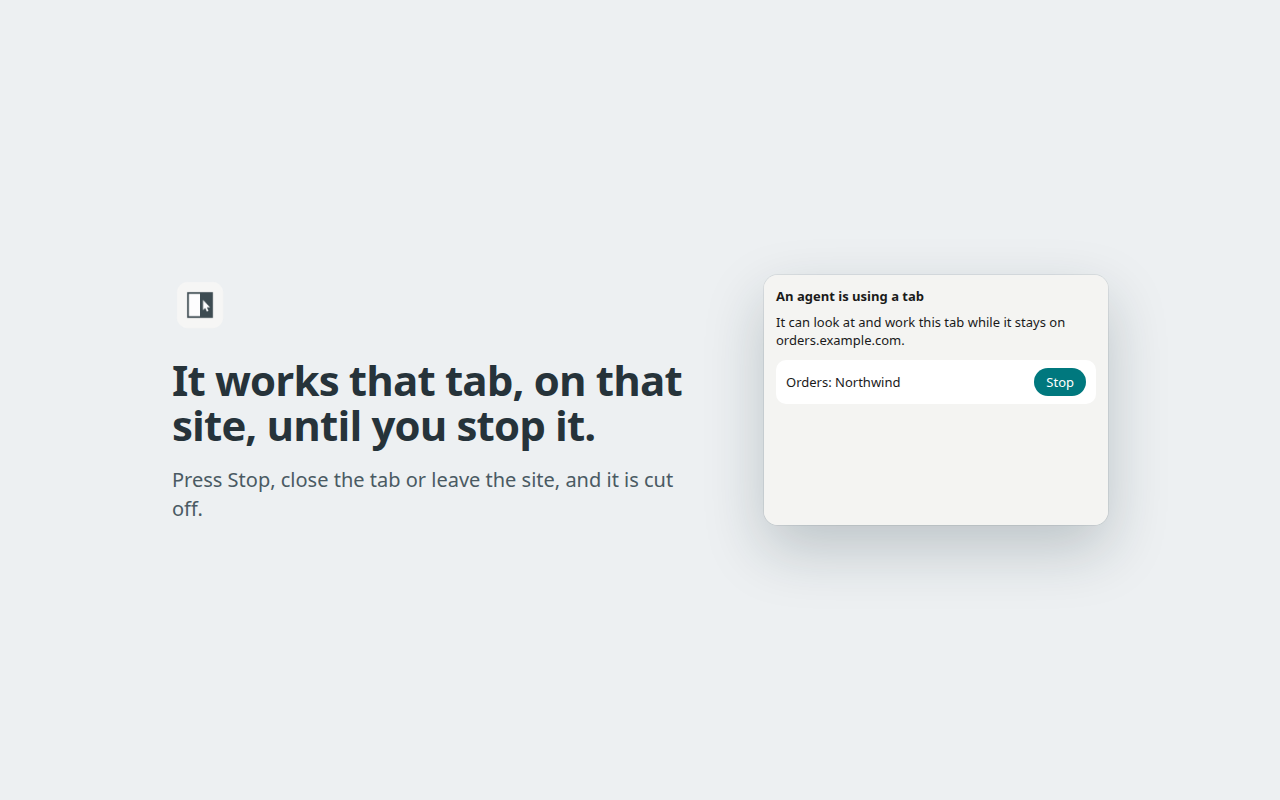 It works that tab, on that
site, until you stop it.
Press Stop, close the tab or leave the site, and it is cut
off.
An agent is using a tab
It can look at and work this tab while it stays on
orders.example.com.
Orders: Northwind
Stop